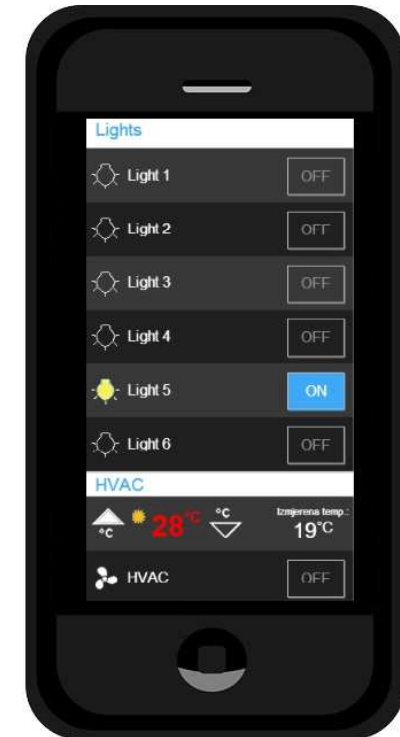 Lights
Light 1 OFF
Light 2 OFF
Light 3 OFF
Light 4 OFF
Light 5 ON
Light 6 OFF
HVAC
°C 28°C °C Izmjerena temp.:
19°C
HVAC OFF